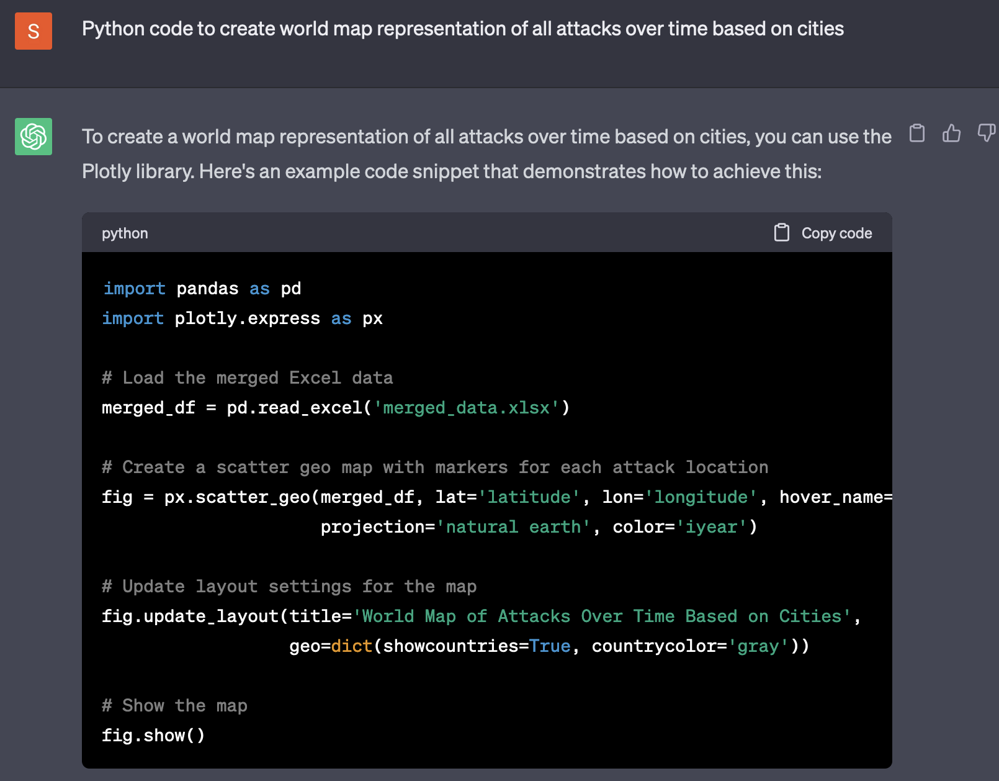 S
Python code to create world map representation of all attacks over time based on cities
To create a world map representation of all attacks over time based on cities, you can use the
Plotly library. Here's an example code snippet that demonstrates how to achieve this:
python
Copy code
import pandas as pd
import plotly.express as px
# Load the merged Excel data
merged_df = pd.read_excel('merged_data.xlsx')
# Create a scatter geo map with markers for each attack location
fig = px.scatter_geo(merged_df, lat='latitude', lon='longitude', hover_name=
projection='natural earth', color='iyear')
# Update layout settings for the map
fig.update_layout(title='World Map of Attacks Over Time Based on Cities',
geo=dict(showcountries=True, countrycolor='gray'))
# Show the map
fig.show()